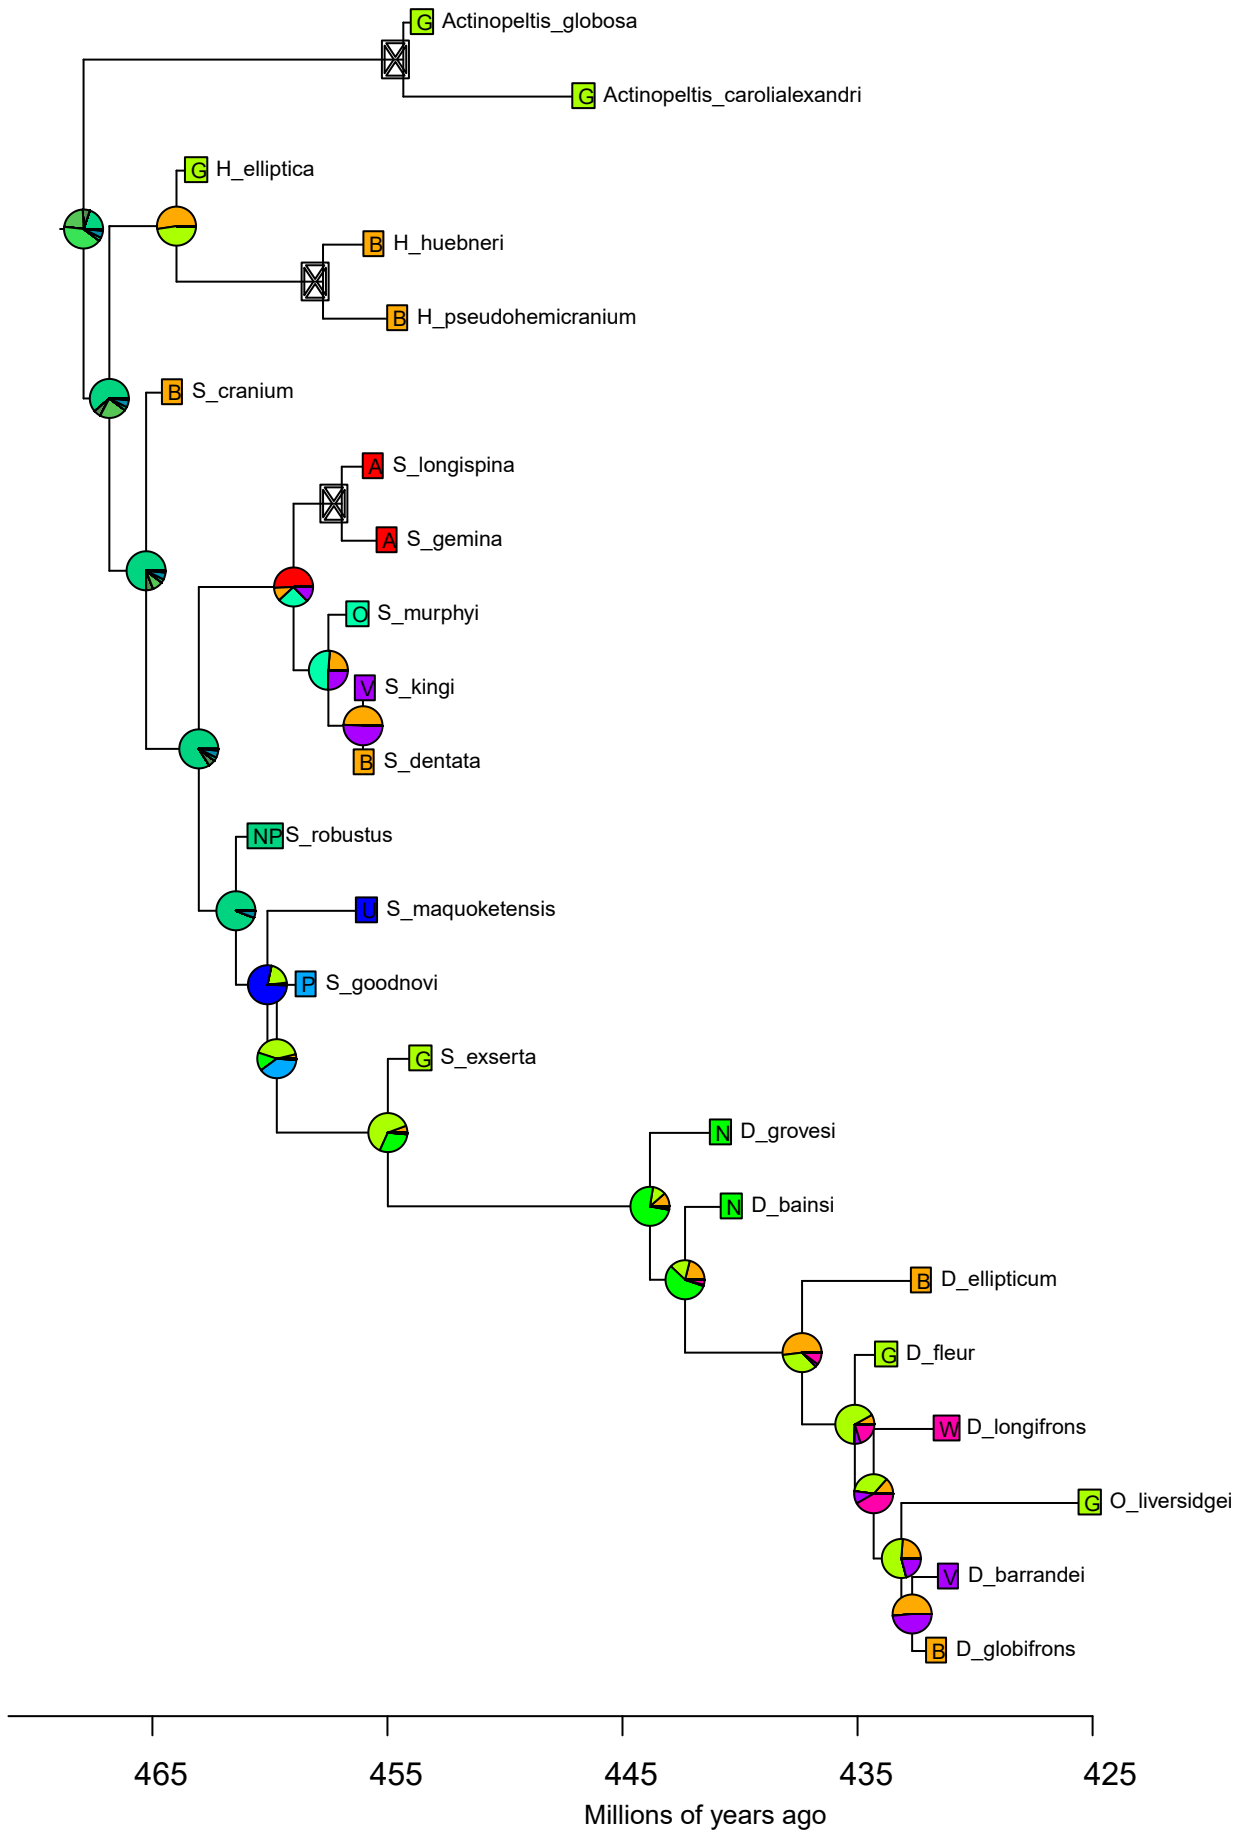 G Actinopeltis_globosa
G Actinopeltis_carolialexandri
G H_elliptica
B H_huebneri
B H_pseudohemicranium
B S_cranium
A S_longispina
A S_gemina
O S_murphyi
V S_kingi
B S_dentata
NP S_robustus
U S_maquoketensis
P S_goodnovi
G S_exserta
N D_grovesi
N D_bainsi
B D_ellipticum
G D_fleur
W D_longifrons
G O_liversidgei
V D_barrandei
B D_globifrons
465 455 445 435 425
Millions of years ago